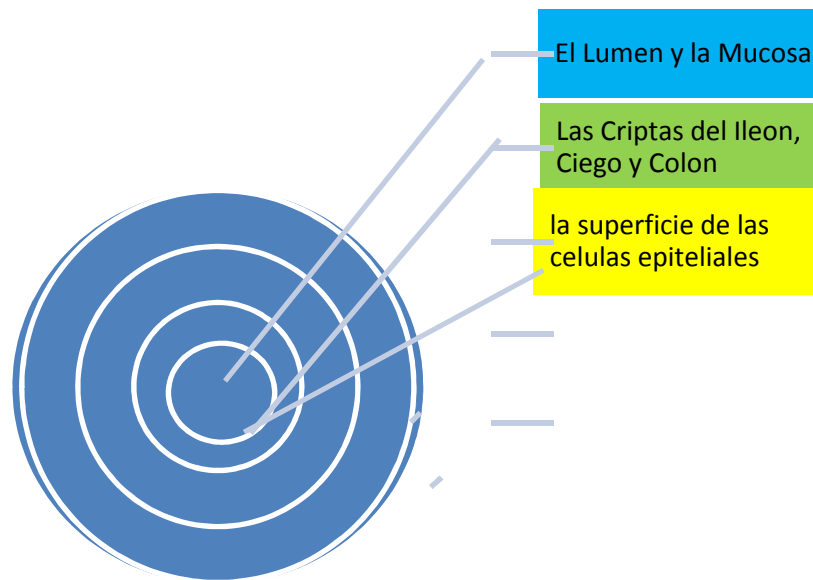 El Lumen y la Mucosa
Las Criptas del Ileon,
Ciego y Colon
la superficie de las
celulas epiteliales